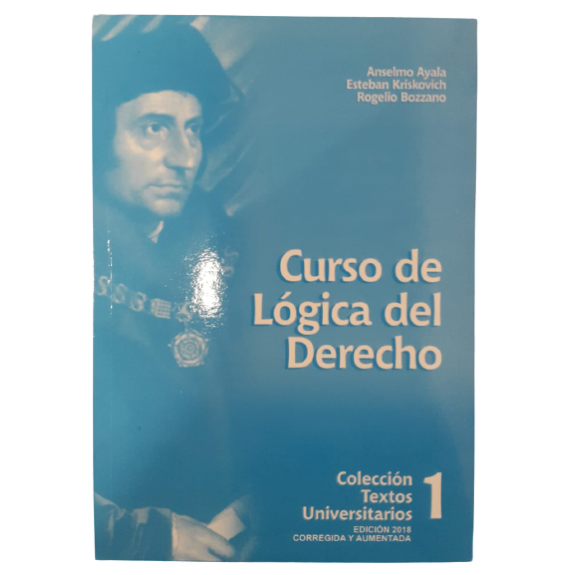 Anselmo Ayala
Esteban Kriskovich
Rogelio Bozzano
Curso de
Lógica del
Derecho
Colección
Textos
Universitarios
1
EDICIÓN 2018
CORREGIDA Y AUMENTADA